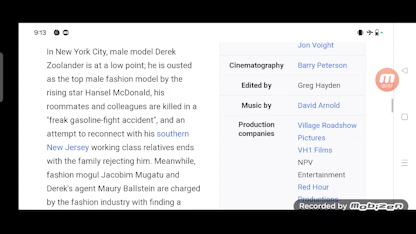 9:13
In New York City, male model Derek
Zoolander is at a low point; he is ousted
as the top male fashion model by the
rising star Hansel McDonald, his
roommates and colleagues are killed in a
"freak gasoline-fight accident", and an
attempt to reconnect with his southern
New Jersey working class relatives ends
with the family rejecting him. Meanwhile,
fashion mogul Jacobim Mugatu and
Derek's agent Maury Ballstein are charged
by the fashion industry with finding a
Jon Voight
Cinematography Barry Peterson
Edited by Greg Hayden
Music by David Arnold
Production Village Roadshow
companies Pictures
VH1 Films
NPV
Entertainment
Red Hour
Productions
Recorded by Mobizen